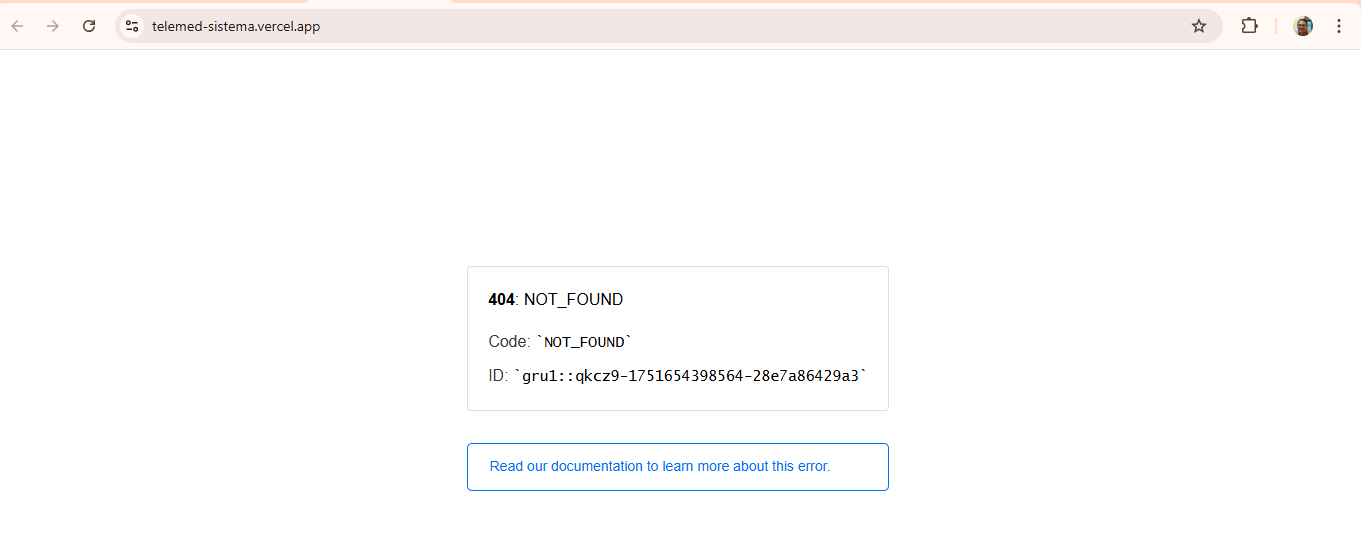 telemed-sistema.vercel.app
404: NOT_FOUND
Code: `NOT_FOUND`
ID: `gru1::qkcz9-1751654398564-28e7a86429a3`
Read our documentation to learn more about this error.